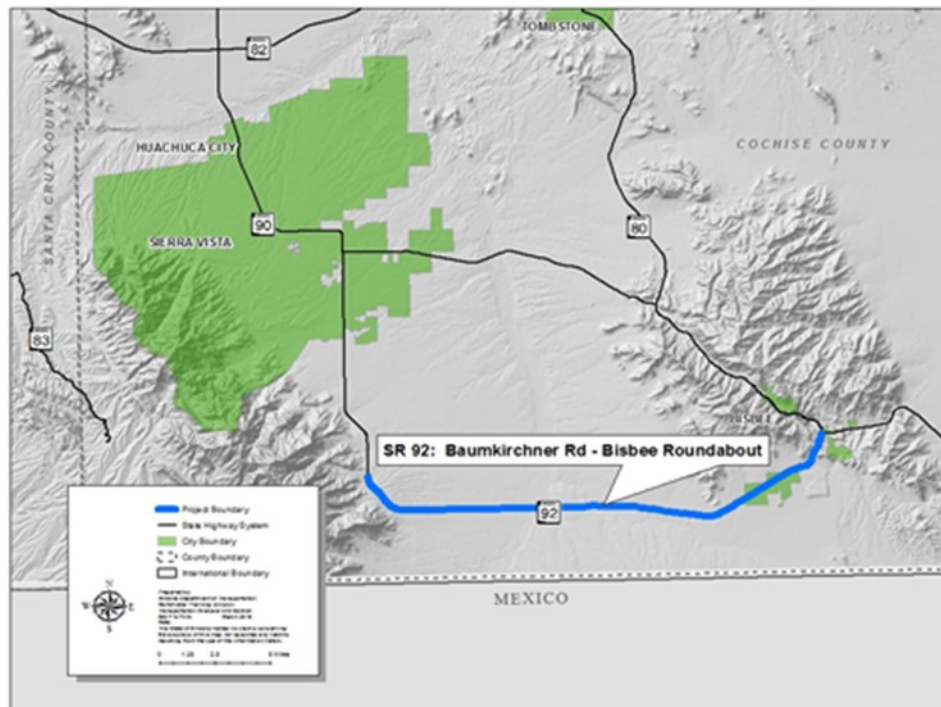 TOMBSTONE
82
SANTA CRUZ COUNTY
HUACHUCA CITY
COCHISE COUNTY
90
SIERRA VISTA
80
83
BISBEE
SR 92: Baumkirchner Rd - Bisbee Roundabout
92
Project Boundary
State Highway System
City Boundary
County Boundary
International Boundary
N
W E
S
MEXICO